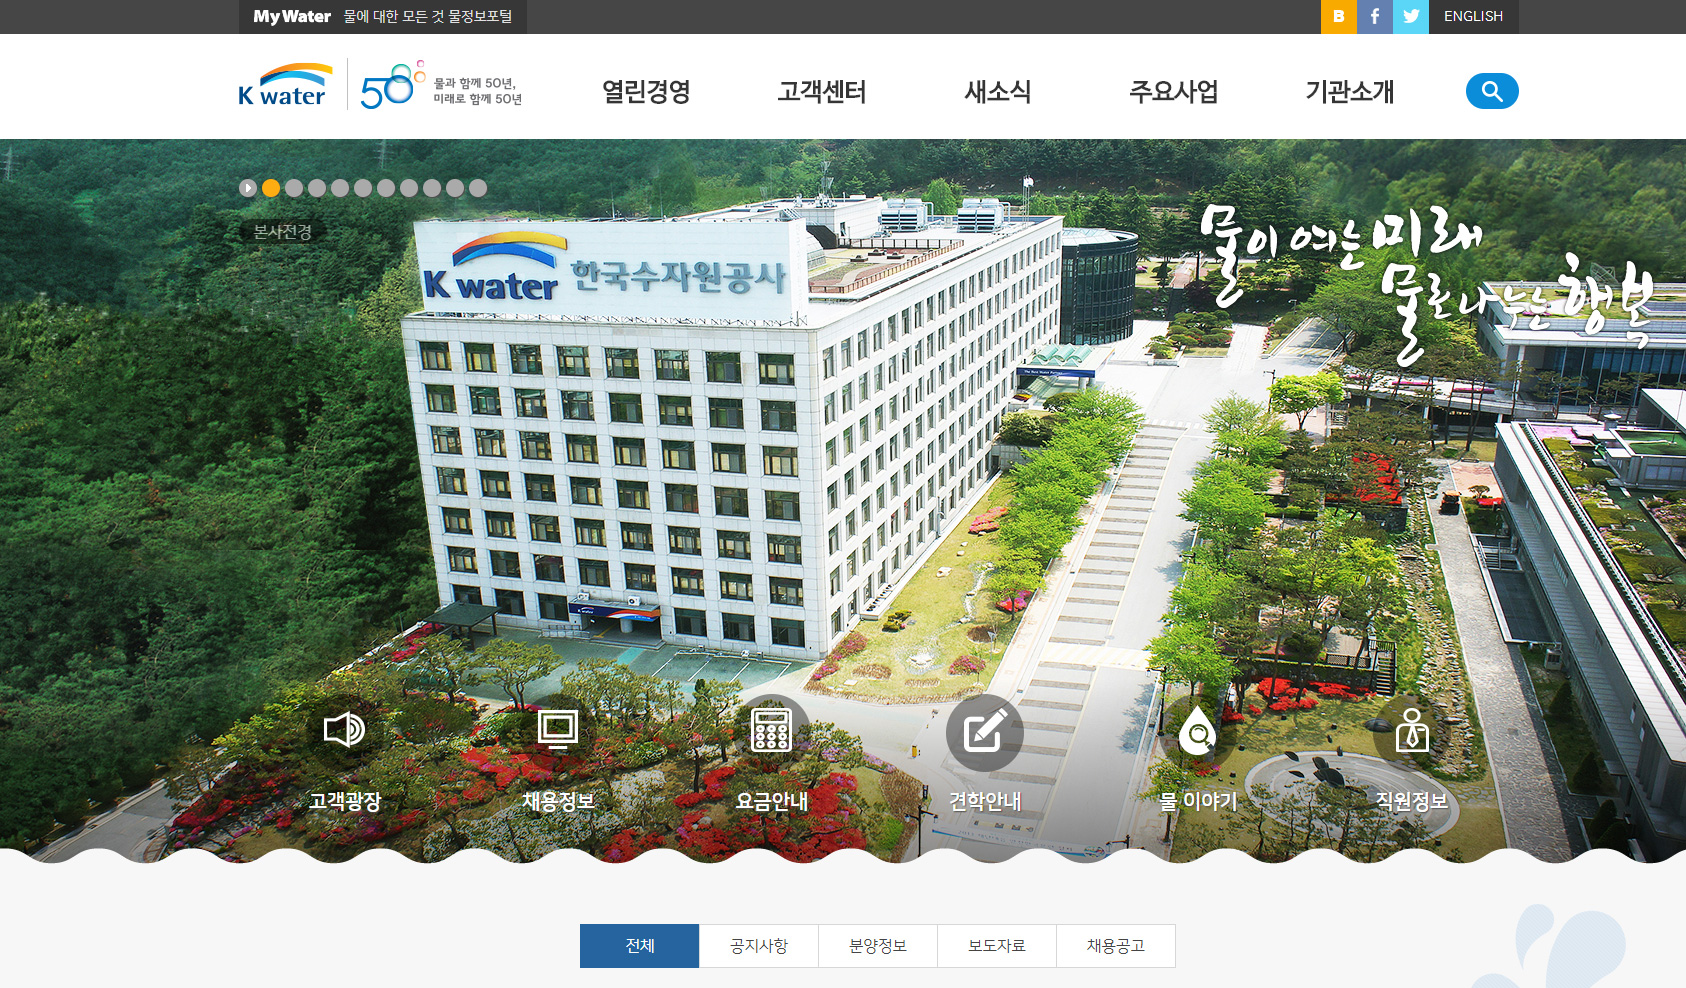 My Water 물에 대한 모든 것 물정보포털
B f ENGLISH
K water 50 물과 함께 50년,
미래로 함께 50년
열린경영 고객센터 새소식 주요사업 기관소개
본사전경
K water 한국수자원공사
물이 여는 미래
물로 나누는 행복
K water
고객광장 채용정보 요금안내 견학안내 물 이야기 직원정보
전체 공지사항 분양정보 보도자료 채용공고